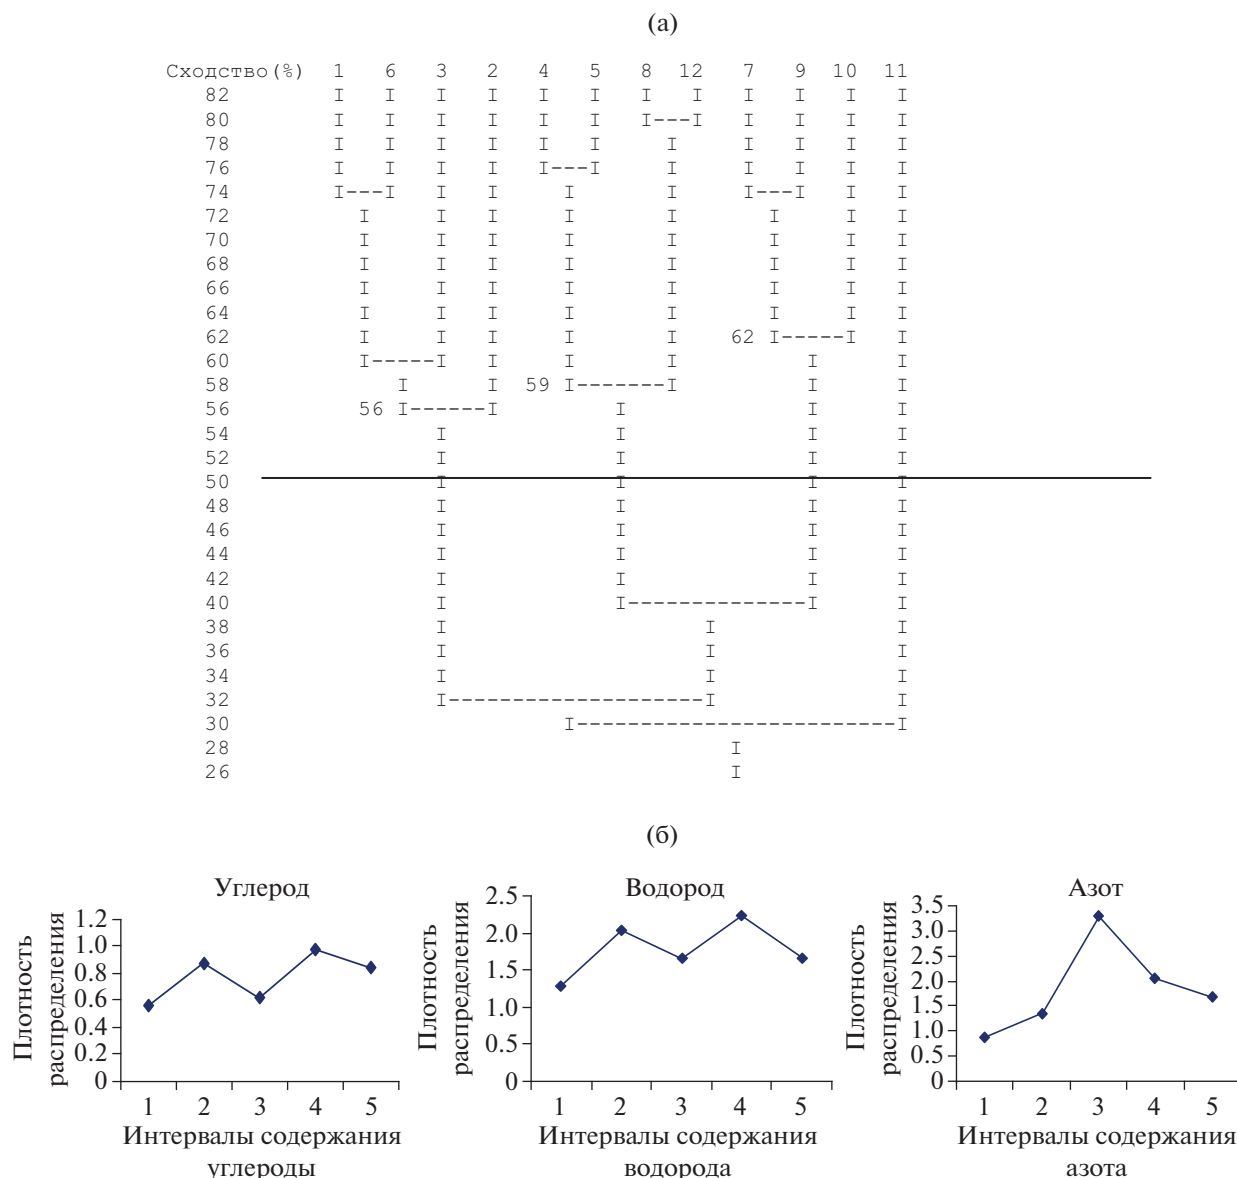 (а)
Сходство(%) 1 6 3 2 4 5 8 12 7 9 10 11
82 I I I I I I I I I I I I
80 I I I I I I I---I I I I I
78 I I I I I I I I I I I
76 I I I I I---I I I I I I
74 I---I I I I I I---I I I
72 I I I I I I I I
70 I I I I I I I I
68 I I I I I I I I
66 I I I I I I I I
64 I I I I I I I I
62 I I I I I 62 I-----I I
60 I-----I I I I I I
58 I I 59 I-------I I I
56 56 I------I I I I
54 I I I I
52 I I I I
50 I I I I
48 I I I I
46 I I I I
44 I I I I
42 I I I I
40 I I--------------I I
38 I I I
36 I I I
34 I I I
32 I--------------------I I
30 I-------------------------I
28 I
26 I
(б)
Углерод
Плотность
распределения
1.2
1.0
0.8
0.6
0.4
0.2
0
1 2 3 4 5
Интервалы содержания
углероды
Водород
Плотность
распределения
2.5
2.0
1.5
1.0
0.5
0
1 2 3 4 5
Интервалы содержания
водорода
Азот
Плотность
распределения
3.5
3.0
2.5
2.0
1.5
1.0
0.5
0
1 2 3 4 5
Интервалы содержания
азота